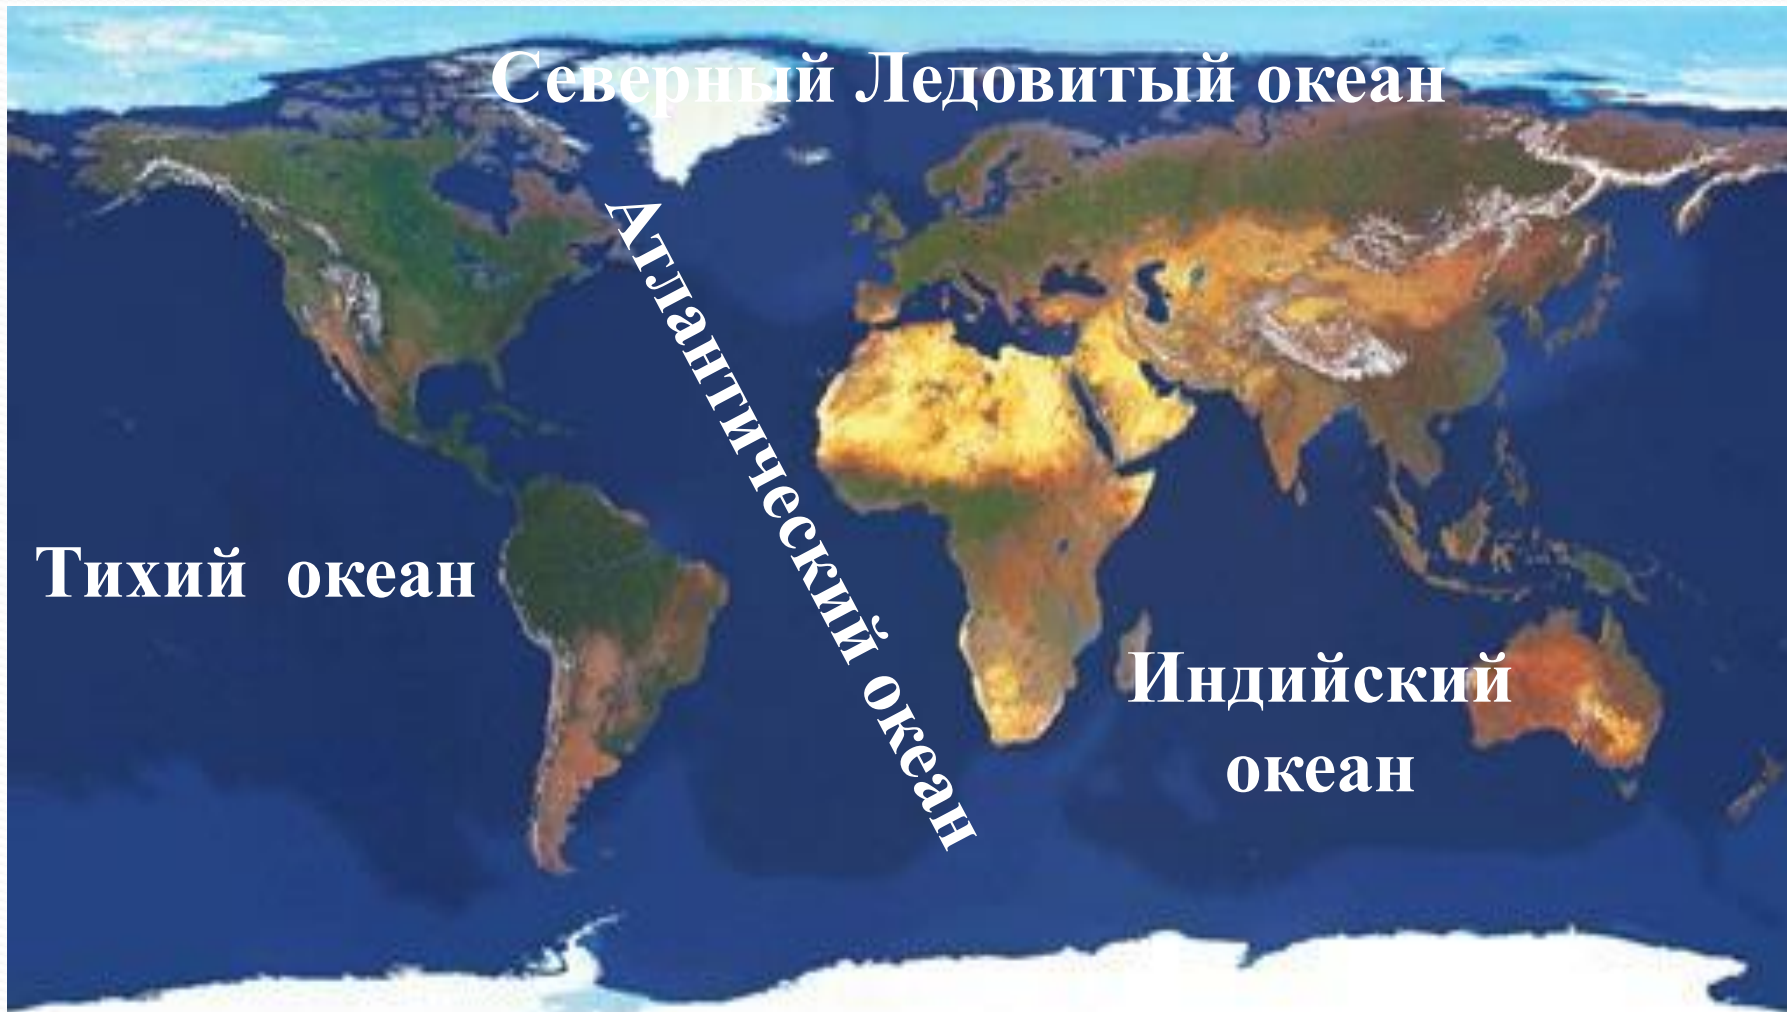 Северный Ледовитый океан
Атлантический океан
Тихий океан
Индийский
океан